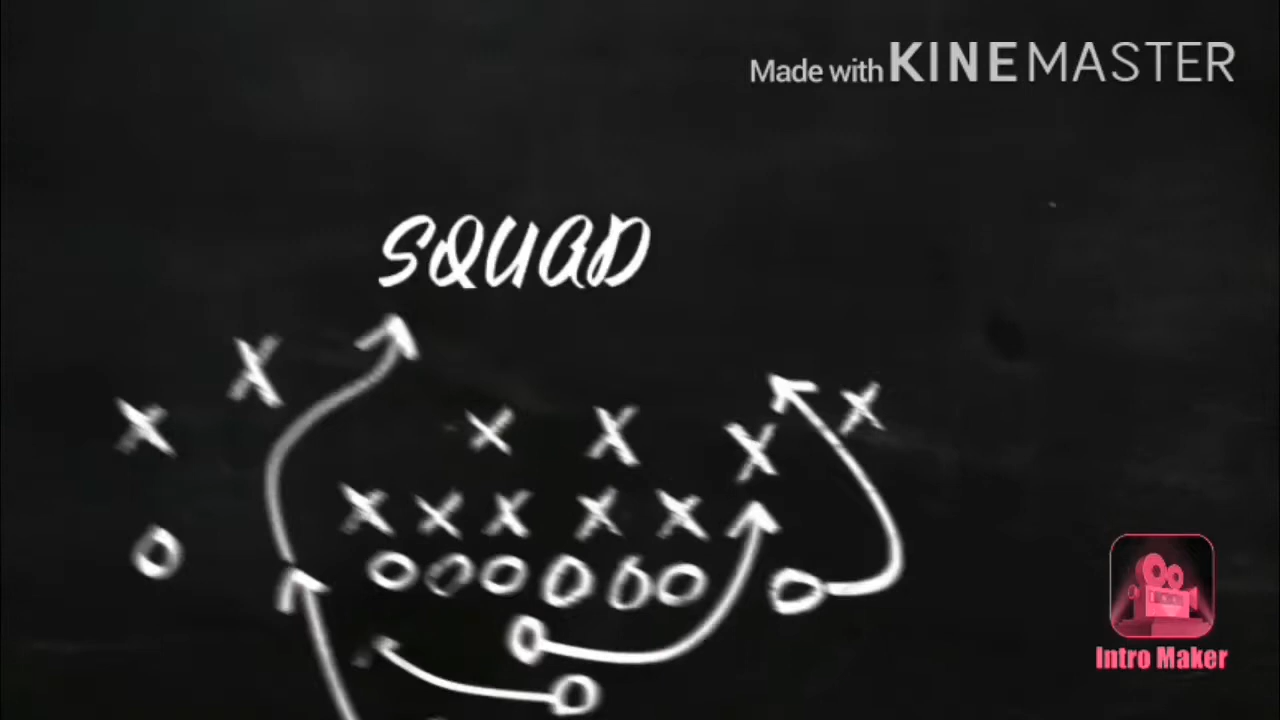 Made with KINEMASTER
SQUAD
X X
X X X X X
X X X X X
O O O O O O O O
O
O
Intro Maker